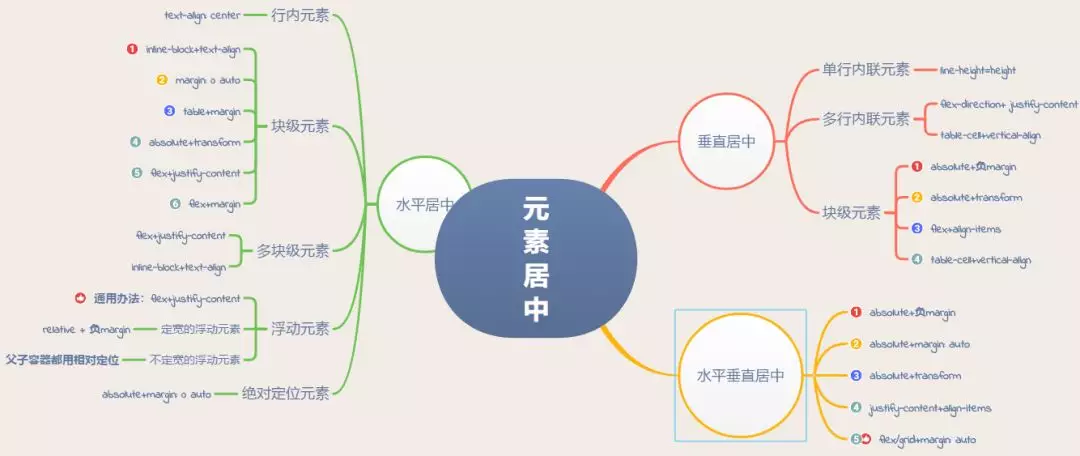 元
素
居
中
水平居中
行内元素
text-align: center
块级元素
1 inline-block+text-align
2 margin: 0 auto
3 table+margin
4 absolute+transform
5 flex+justify-content
6 flex+margin
多块级元素
flex+justify-content
inline-block+text-align
浮动元素
通用办法：flex+justify-content
定宽的浮动元素
relative + 负margin
不定宽的浮动元素
父子容器都用相对定位
绝对定位元素
absolute+margin: 0 auto
垂直居中
单行内联元素
line-height=height
多行内联元素
flex-direction+ justify-content
table-cell+vertical-align
块级元素
1 absolute+负margin
2 absolute+transform
3 flex+align-items
4 table-cell+vertical-align
水平垂直居中
1 absolute+负margin
2 absolute+margin: auto
3 absolute+transform
4 justify-content+align-items
5 flex/grid+margin: auto